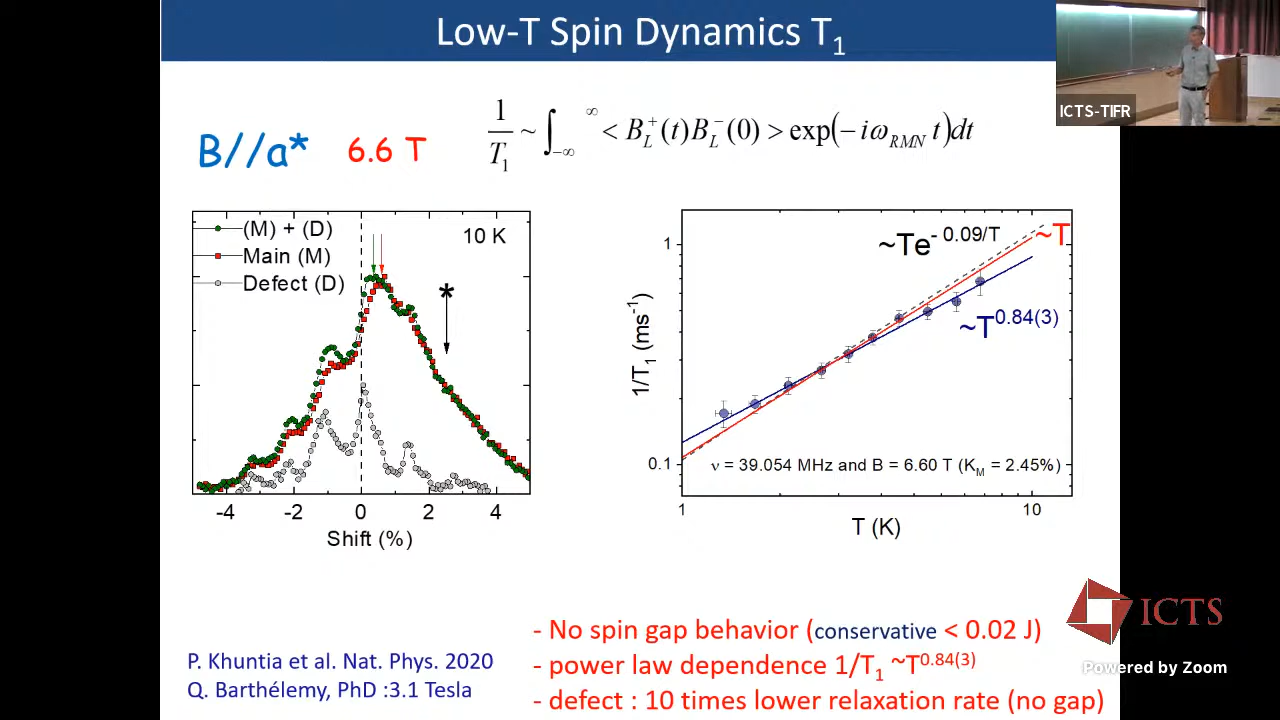 Low-T Spin Dynamics T₁
ICTS-TIFR
B//a* 6.6 T
1/T₁ ~ ∫_{-∞}^{∞} < B_L^+(t)B_L^-(0) > exp(-iω_{RMN} t)dt
(M) + (D)
Main (M)
Defect (D)
10 K
*
-4 -2 0 2 4
Shift (%)
~Te^{- 0.09/T}
~T
~T^{0.84(3)}
1
0.1
1/T₁ (ms⁻¹)
ν = 39.054 MHz and B = 6.60 T (K_M = 2.45%)
1 10
T (K)
- No spin gap behavior (conservative < 0.02 J)
- power law dependence 1/T₁ ~T^{0.84(3)}
- defect : 10 times lower relaxation rate (no gap)
P. Khuntia et al. Nat. Phys. 2020
Q. Barthélemy, PhD :3.1 Tesla
ICTS
Powered by Zoom